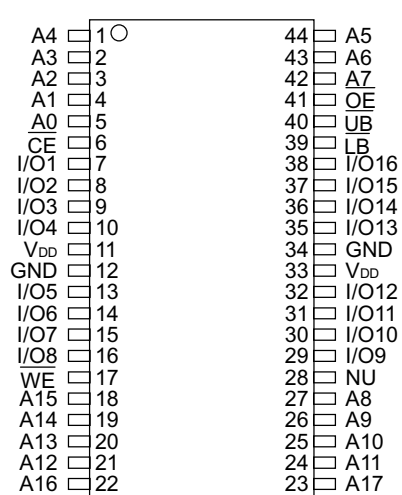 A4 1 44 A5
A3 2 43 A6
A2 3 42 A7
A1 4 41 OE
A0 5 40 UB
CE 6 39 LB
I/O1 7 38 I/O16
I/O2 8 37 I/O15
I/O3 9 36 I/O14
I/O4 10 35 I/O13
VDD 11 34 GND
GND 12 33 VDD
I/O5 13 32 I/O12
I/O6 14 31 I/O11
I/O7 15 30 I/O10
I/O8 16 29 I/O9
WE 17 28 NU
A15 18 27 A8
A14 19 26 A9
A13 20 25 A10
A12 21 24 A11
A16 22 23 A17